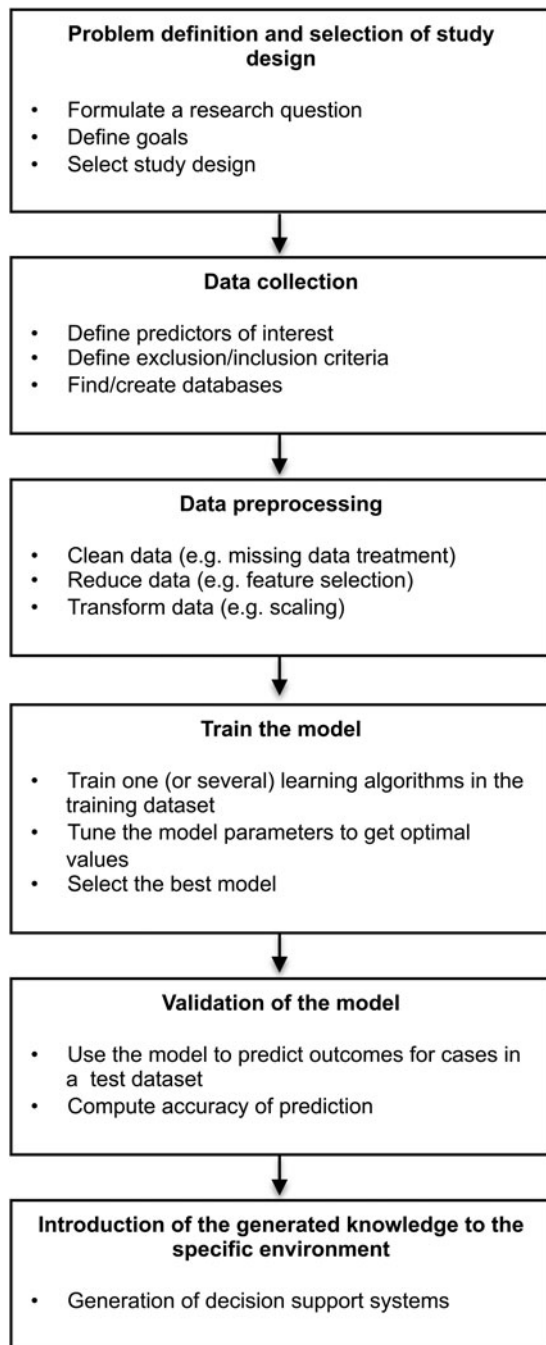 Problem definition and selection of study
design
• Formulate a research question
• Define goals
• Select study design
Data collection
• Define predictors of interest
• Define exclusion/inclusion criteria
• Find/create databases
Data preprocessing
• Clean data (e.g. missing data treatment)
• Reduce data (e.g. feature selection)
• Transform data (e.g. scaling)
Train the model
• Train one (or several) learning algorithms in the
training dataset
• Tune the model parameters to get optimal
values
• Select the best model
Validation of the model
• Use the model to predict outcomes for cases in
a test dataset
• Compute accuracy of prediction
Introduction of the generated knowledge to the
specific environment
• Generation of decision support systems